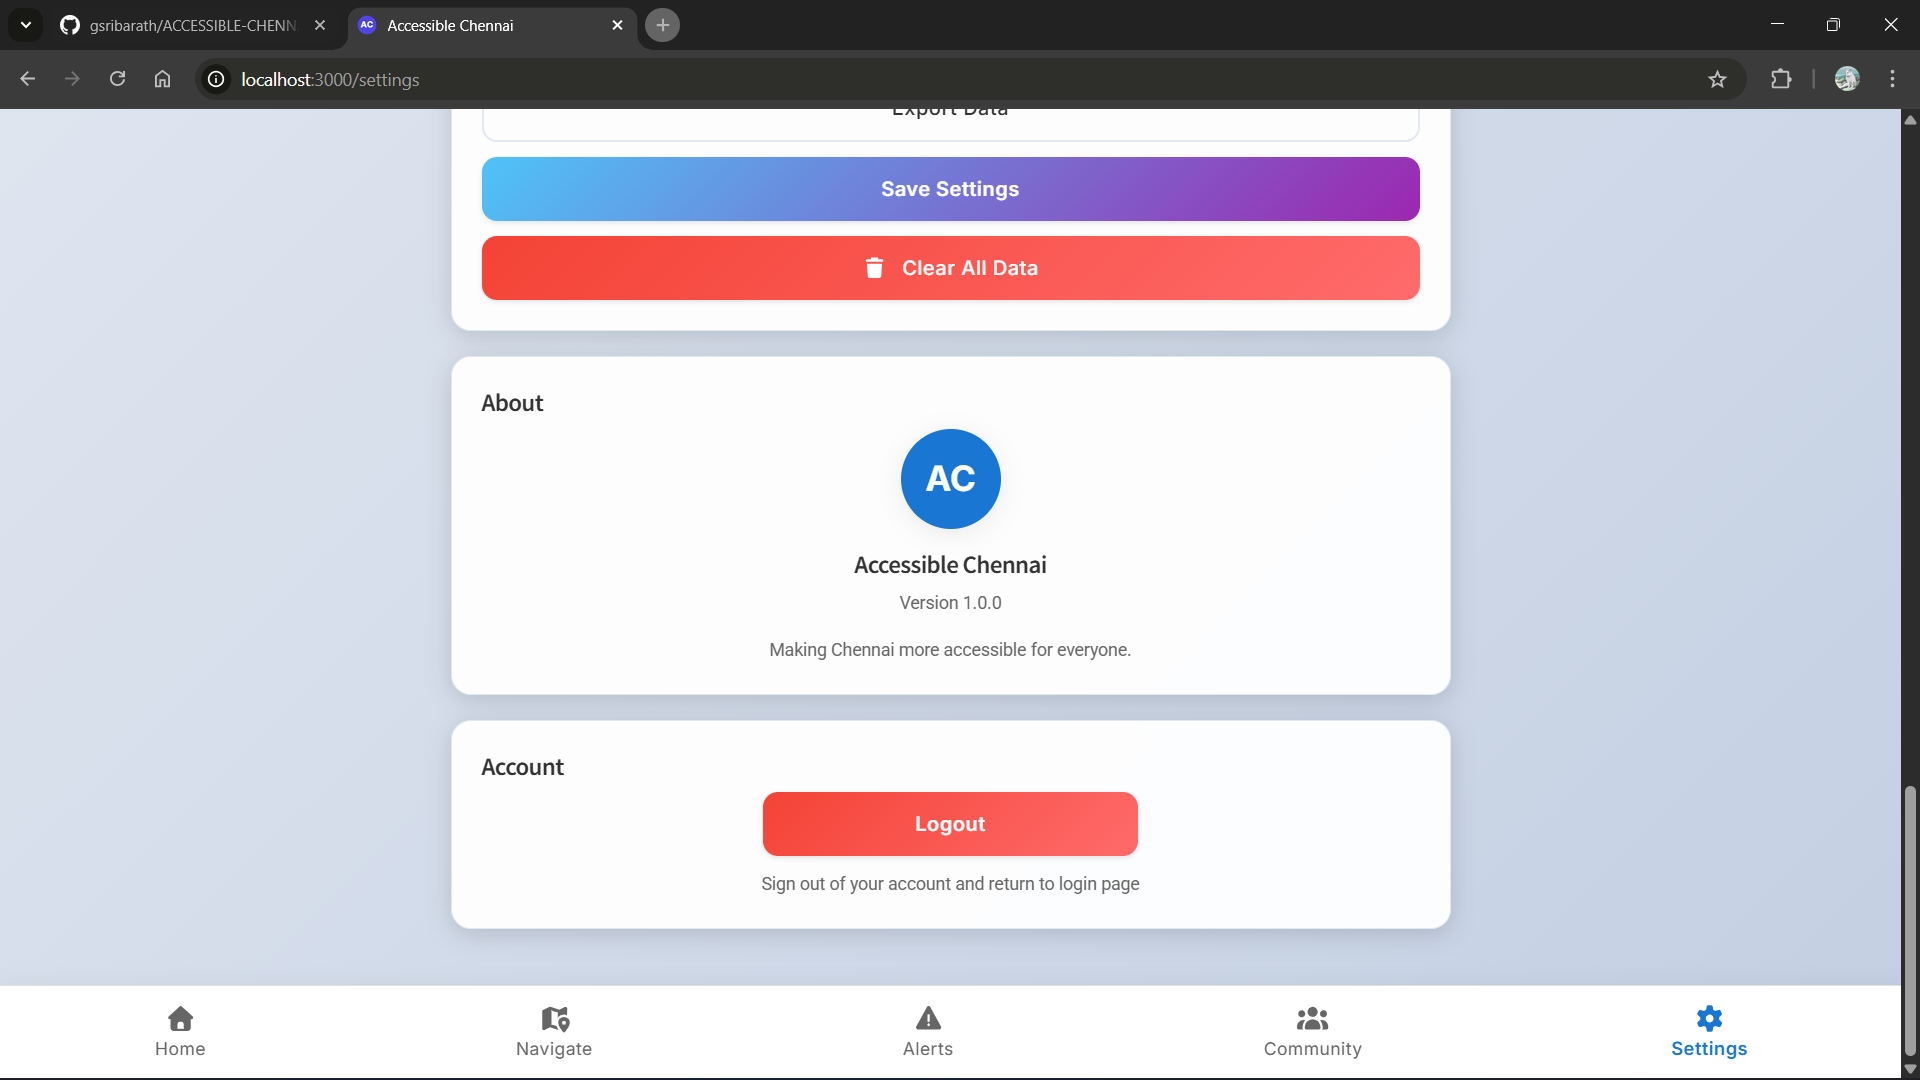 gsribarath/ACCESSIBLE-CHENN
AC Accessible Chennai
localhost:3000/settings
Export Data
Save Settings
Clear All Data
About
AC
Accessible Chennai
Version 1.0.0
Making Chennai more accessible for everyone.
Account
Logout
Sign out of your account and return to login page
Home
Navigate
Alerts
Community
Settings